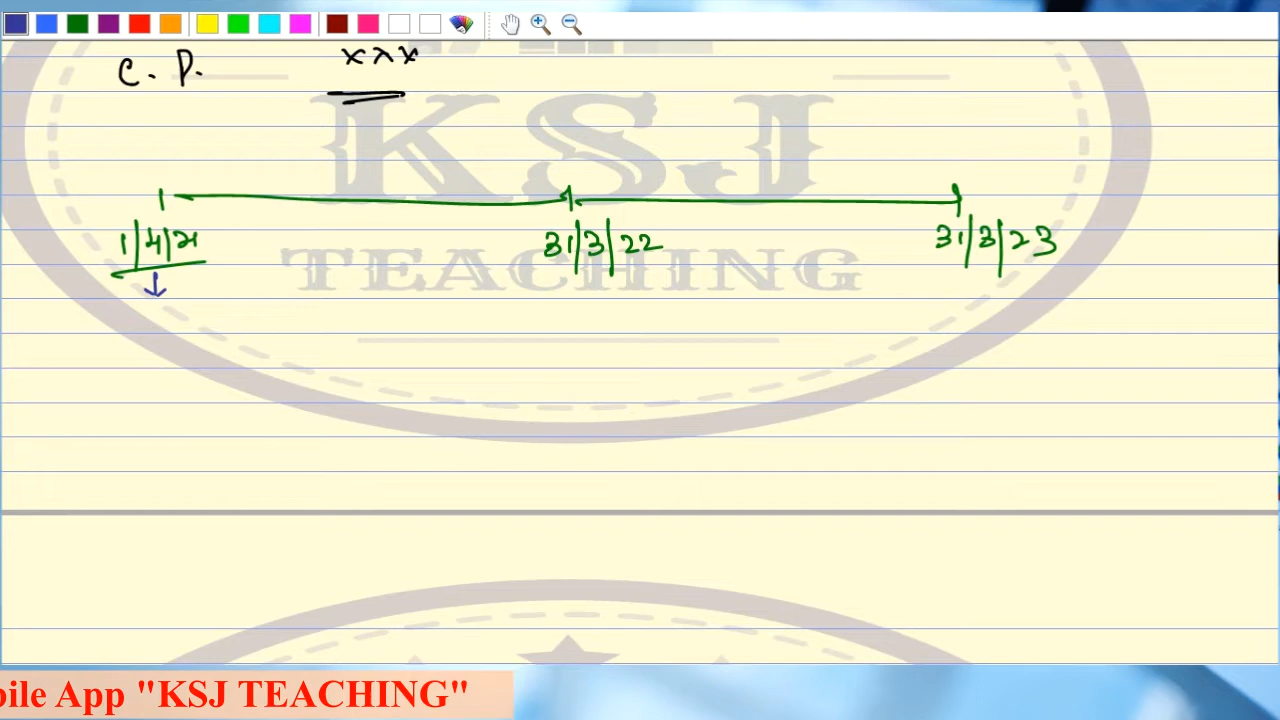 C. P. xxx
KSJ
1/4/21 31/3/22 31/3/23
TEACHING
bile App "KSJ TEACHING"